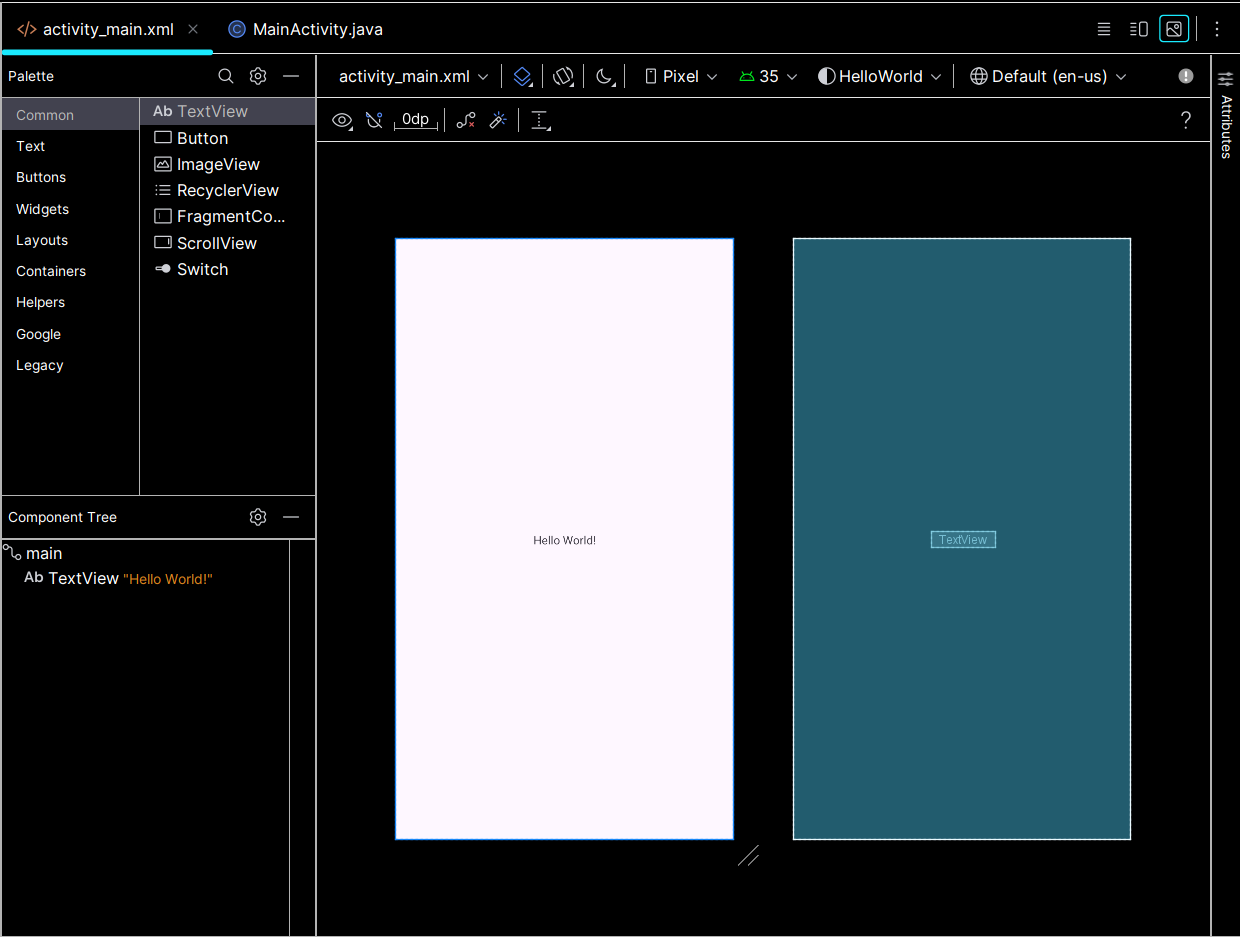 activity_main.xml
MainActivity.java
Palette
activity_main.xml
Pixel
35
HelloWorld
Default (en-us)
Attributes
Common
Text
Buttons
Widgets
Layouts
Containers
Helpers
Google
Legacy
Ab TextView
Button
ImageView
RecyclerView
FragmentCo...
ScrollView
Switch
0dp
?
Hello World!
TextView
Component Tree
main
Ab TextView "Hello World!"